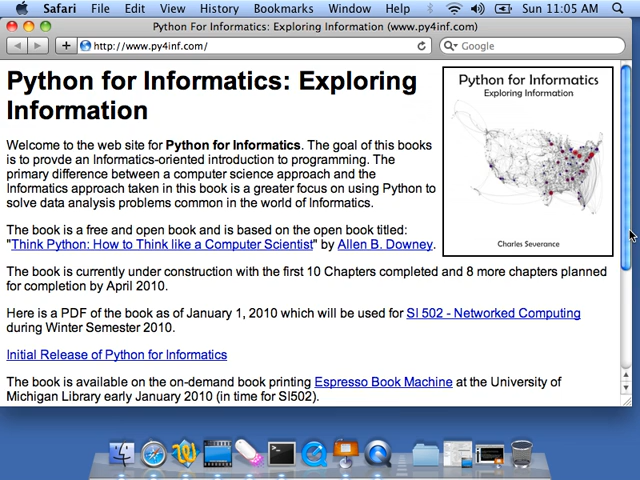 Safari File Edit View History Bookmarks Window Help Sun 11:05 AM
Python For Informatics: Exploring Information (www.py4inf.com)
http://www.py4inf.com/
Google
Python for Informatics: Exploring
Information
Python for Informatics
Exploring Information
Charles Severance
Welcome to the web site for Python for Informatics. The goal of this books
is to provde an Informatics-oriented introduction to programming. The
primary difference between a computer science approach and the
Informatics approach taken in this book is a greater focus on using Python to
solve data analysis problems common in the world of Informatics.
The book is a free and open book and is based on the open book titled:
"Think Python: How to Think like a Computer Scientist" by Allen B. Downey.
The book is currently under construction with the first 10 Chapters completed and 8 more chapters planned
for completion by April 2010.
Here is a PDF of the book as of January 1, 2010 which will be used for SI 502 - Networked Computing
during Winter Semester 2010.
Initial Release of Python for Informatics
The book is available on the on-demand book printing Espresso Book Machine at the University of
Michigan Library early January 2010 (in time for SI502).